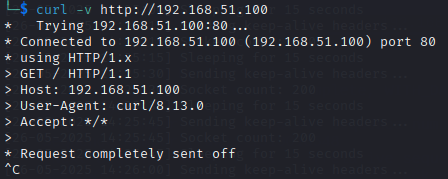 └─$ curl -v http://192.168.51.100
*   Trying 192.168.51.100:80...
* Connected to 192.168.51.100 (192.168.51.100) port 80
* using HTTP/1.x
> GET / HTTP/1.1
> Host: 192.168.51.100
> User-Agent: curl/8.13.0
> Accept: */*
>
* Request completely sent off
^C